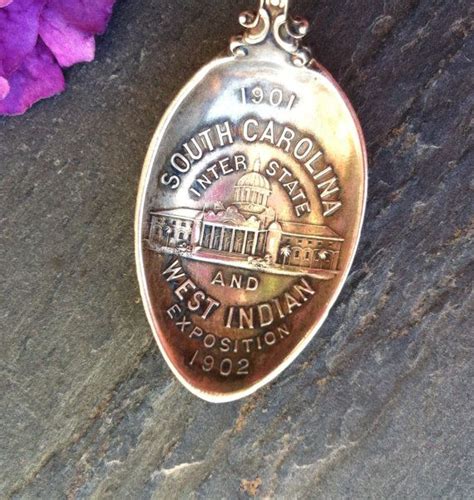 1901
SOUTH CAROLINA
INTER STATE
AND
WEST INDIAN
EXPOSITION
1902